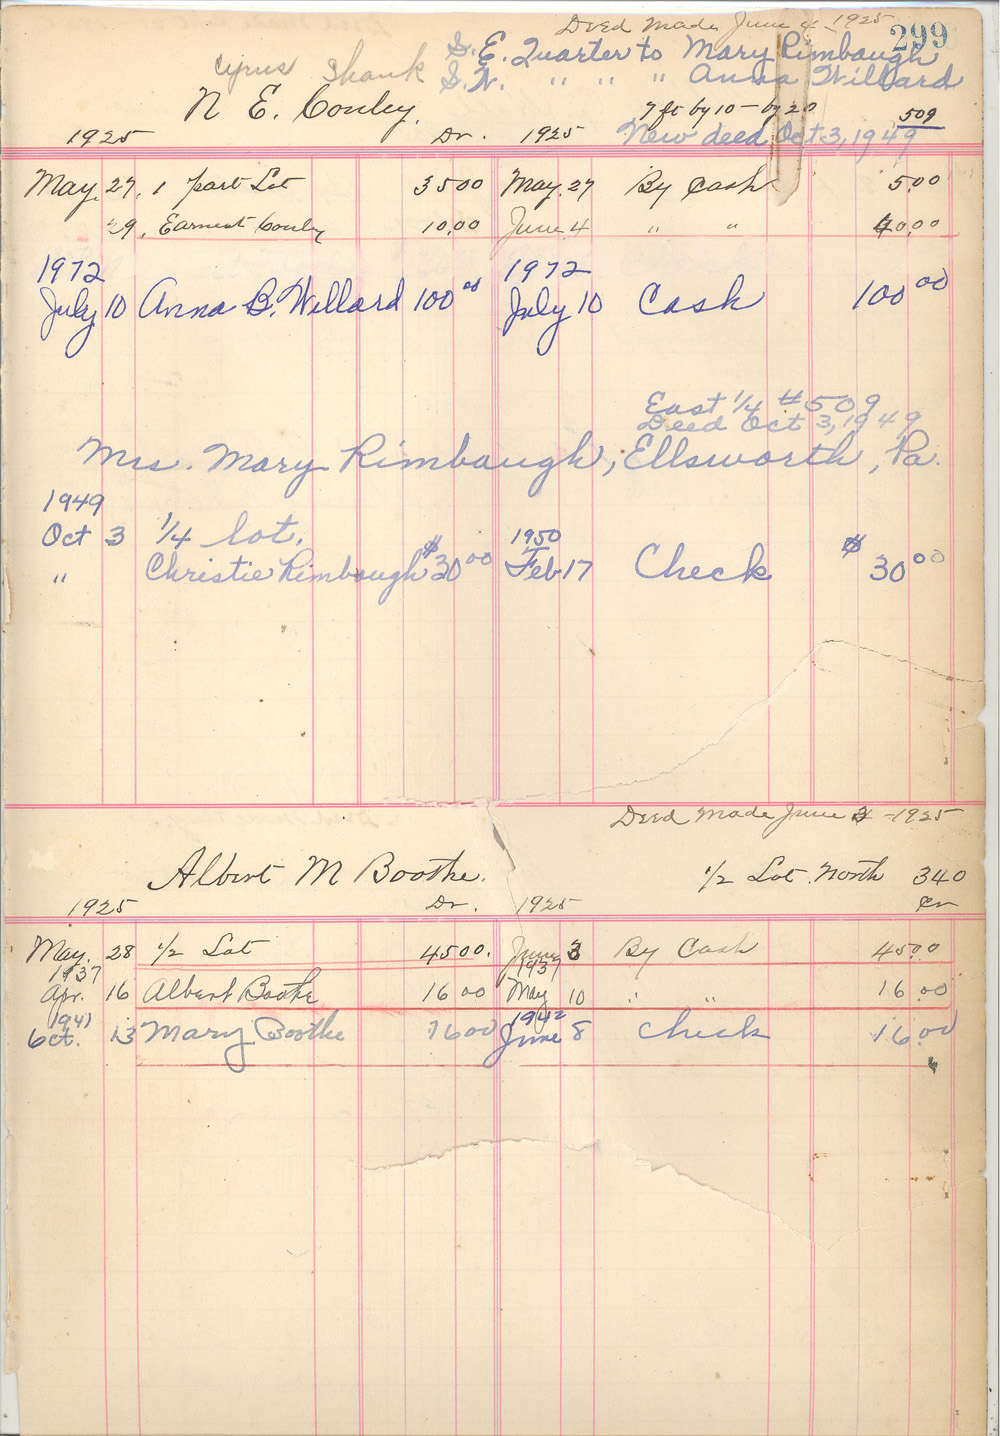 Deed Made June 4 1925
299
S. E. Quarter to Mary Rimbaugh
Cyrus Shank S. W. " " " Anna Willard
N E. Conley. 7 ft by 10 - by 20 509
1925 Dr. 1925 New deed Oct 3, 1949
May. 27. 1 part Lot 35 00 May. 27 By Cash 5.00
29, Earnest Conley 10.00 June 4 " " 40.00
1972 1972
July 10 Anna B. Willard 100 00 July 10 Cash 100 00
East 1/4 #509
Deed Oct 3, 1949
Mrs. Mary Rimbaugh, Ellsworth, Pa.
1949
Oct 3 1/4 lot. 1950
" Christie Rimbaugh $30 00 Feb 17 Check $ 30 00
Deed Made June 4 - 1925
Albert M Boothe. 1/2 Lot North 340
1925 Dr. 1925 Cr
May. 28 1/2 Lot 45 00. June 3 By Cash 45.00
1937 1937
Apr. 16 Albert Boothe 16 00 May 10 " " 16.00
1941 1942
Oct. 13 Mary Boothe 16 00 June 8 Check 16.00